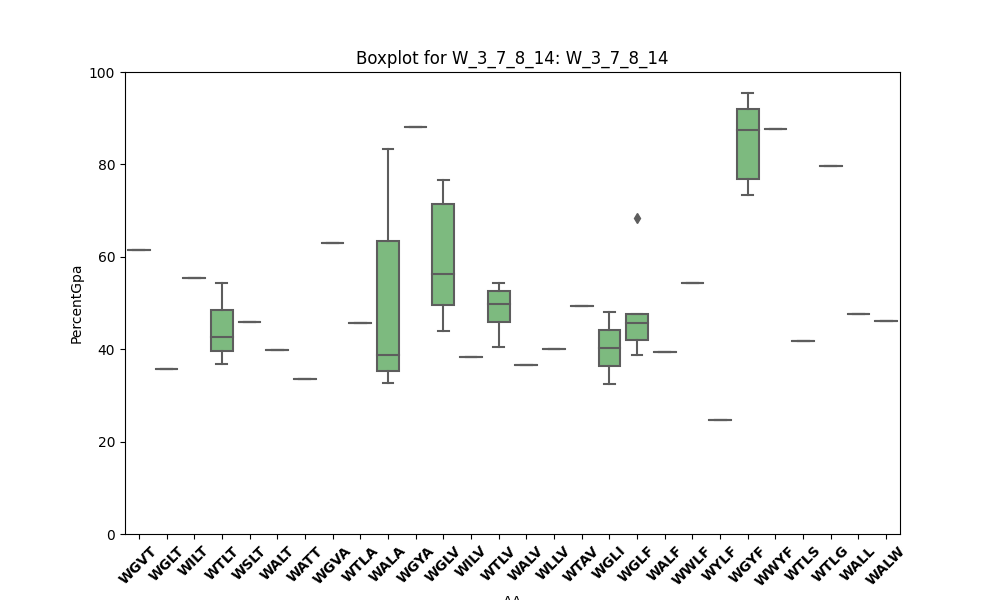 Boxplot for W_3_7_8_14: W_3_7_8_14
PercentGpa
100
80
60
40
20
0
WGVT
WGLT
WILT
WTLT
WSLT
WALT
WATT
WGVA
WTLA
WALA
WGYA
WGLV
WILV
WTLV
WALV
WLLV
WTAV
WGLI
WGLF
WALF
WWLF
WYLF
WGYF
WWYF
WTLS
WTLG
WALL
WALW
AA